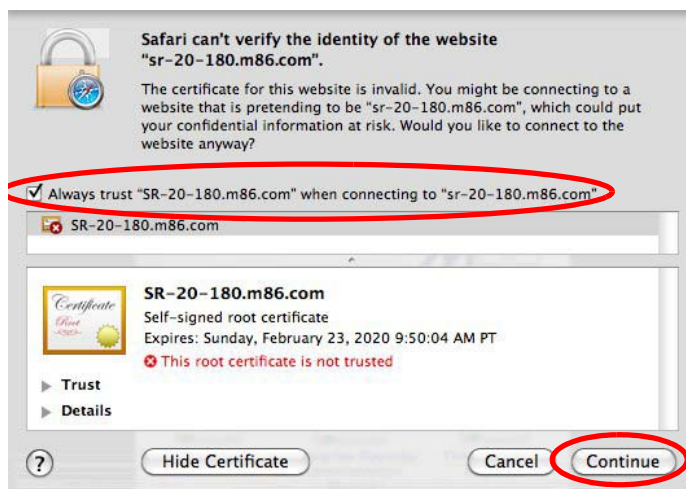 Safari can't verify the identity of the website
"sr-20-180.m86.com".
The certificate for this website is invalid. You might be connecting to a
website that is pretending to be "sr-20-180.m86.com", which could put
your confidential information at risk. Would you like to connect to the
website anyway?
Always trust "SR-20-180.m86.com" when connecting to "sr-20-180.m86.com"
SR-20-180.m86.com
Certificate
Root
SR-20-180.m86.com
Self-signed root certificate
Expires: Sunday, February 23, 2020 9:50:04 AM PT
This root certificate is not trusted
Trust
Details
?
Hide Certificate
Cancel
Continue